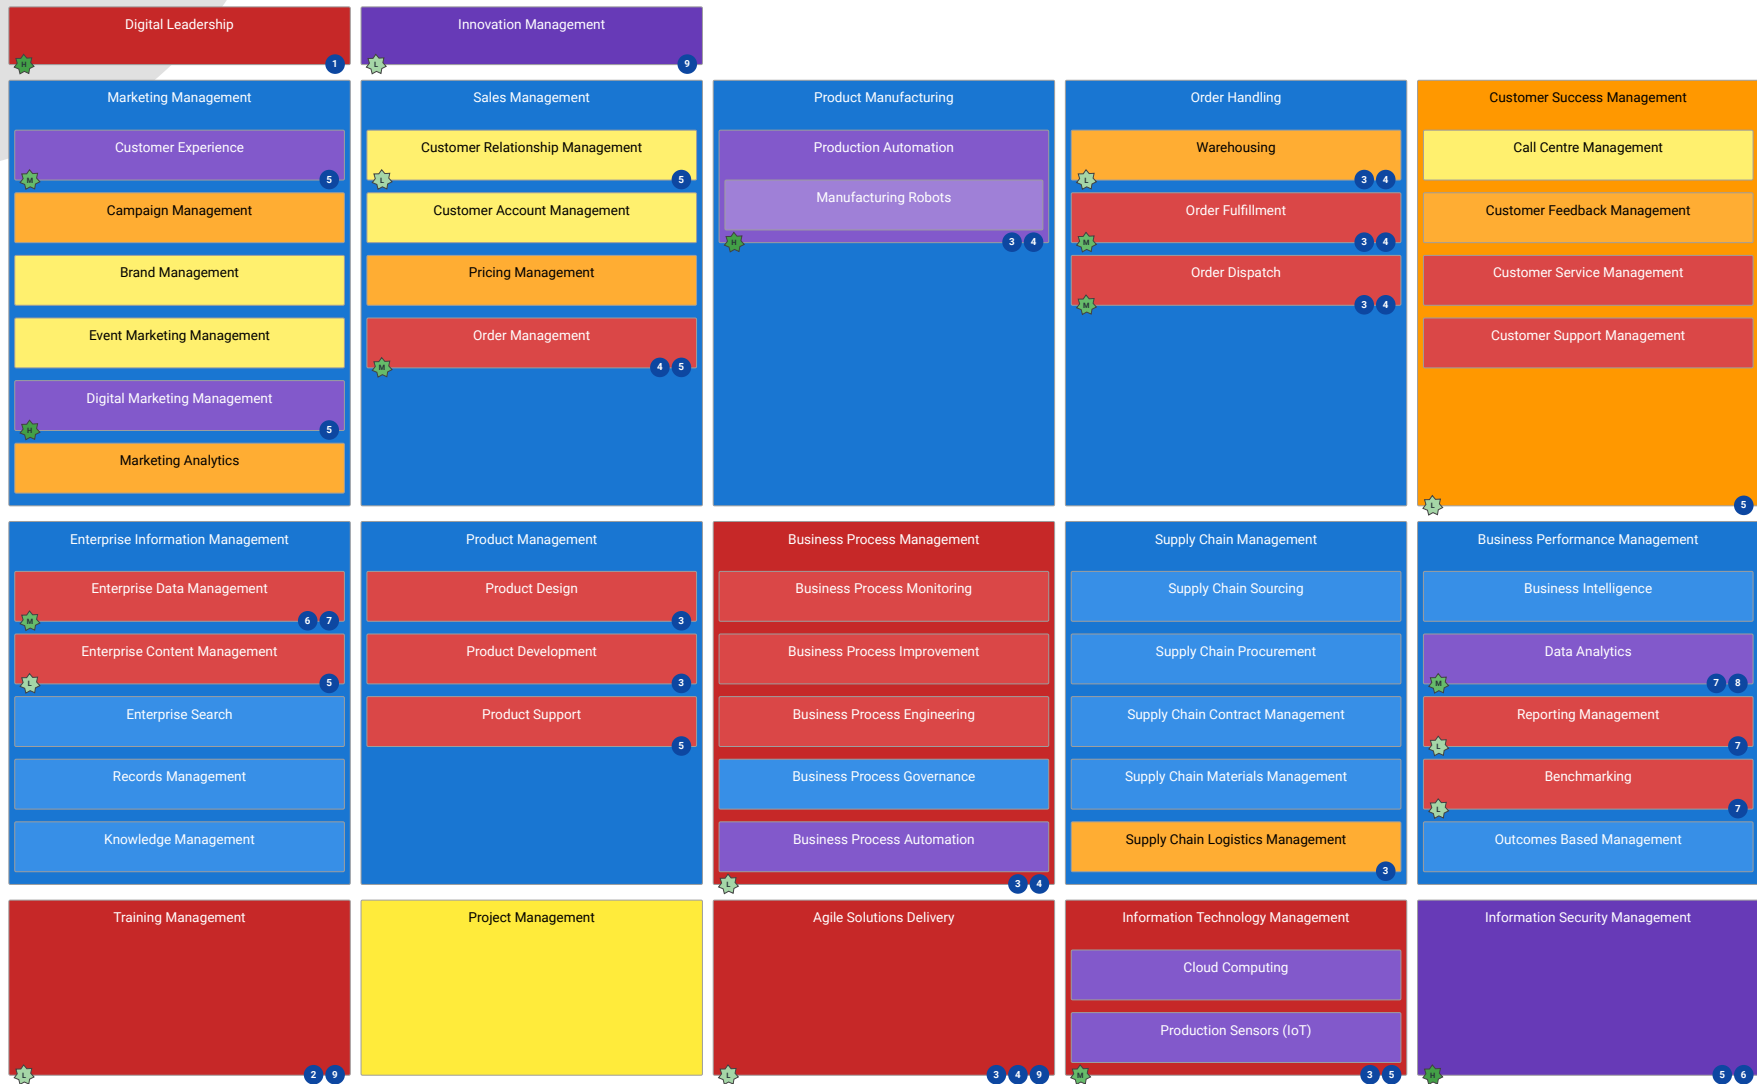 Digital Leadership
H
1
Innovation Management
L
9
Marketing Management
Customer Experience
M
5
Campaign Management
Brand Management
Event Marketing Management
Digital Marketing Management
H
5
Marketing Analytics
Sales Management
Customer Relationship Management
L
5
Customer Account Management
Pricing Management
Order Management
M
4 5
Product Manufacturing
Production Automation
Manufacturing Robots
H
3 4
Order Handling
Warehousing
L
3 4
Order Fulfillment
M
3 4
Order Dispatch
M
3 4
Customer Success Management
Call Centre Management
Customer Feedback Management
Customer Service Management
Customer Support Management
L
5
Enterprise Information Management
Enterprise Data Management
M
6 7
Enterprise Content Management
L
5
Enterprise Search
Records Management
Knowledge Management
Product Management
Product Design
3
Product Development
3
Product Support
5
Business Process Management
Business Process Monitoring
Business Process Improvement
Business Process Engineering
Business Process Governance
Business Process Automation
L
3 4
Supply Chain Management
Supply Chain Sourcing
Supply Chain Procurement
Supply Chain Contract Management
Supply Chain Materials Management
Supply Chain Logistics Management
3
Business Performance Management
Business Intelligence
Data Analytics
M
7 8
Reporting Management
L
7
Benchmarking
L
7
Outcomes Based Management
Training Management
L
2 9
Project Management
Agile Solutions Delivery
L
3 4 9
Information Technology Management
Cloud Computing
Production Sensors (IoT)
M
3 5
Information Security Management
H
5 6